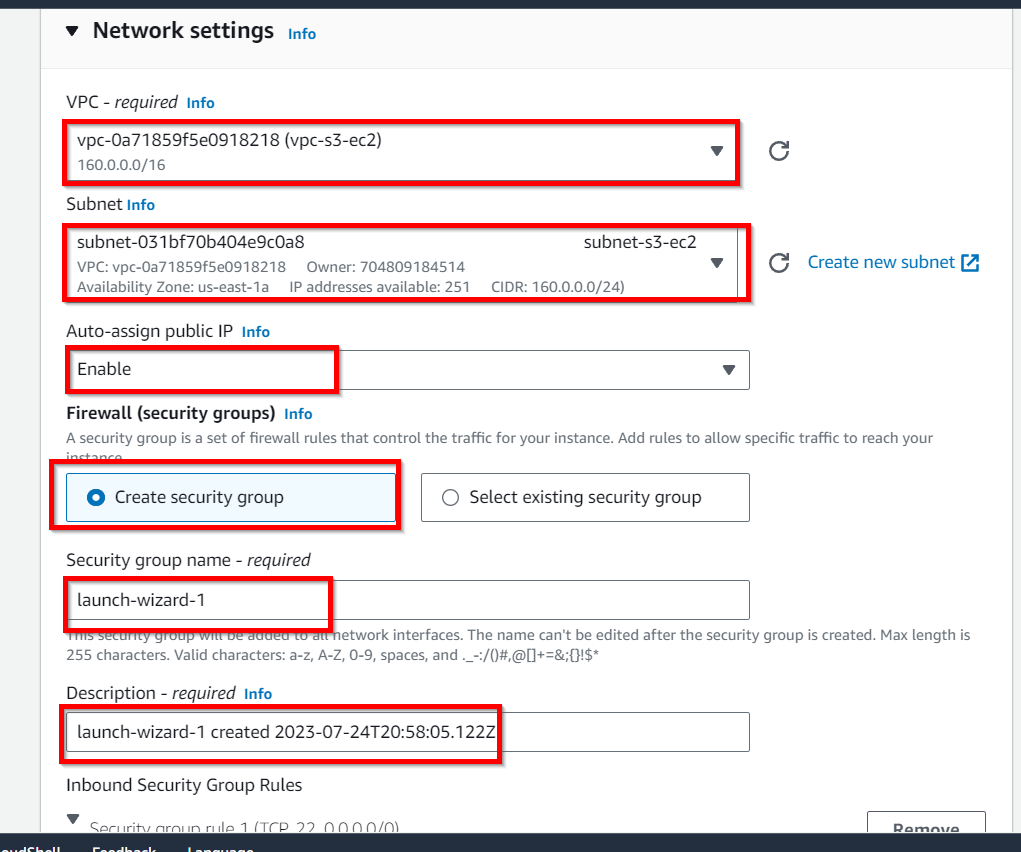 Network settings Info
VPC - required Info
vpc-0a71859f5e0918218 (vpc-s3-ec2)
160.0.0.0/16
Subnet Info
subnet-031bf70b404e9c0a8 subnet-s3-ec2
VPC: vpc-0a71859f5e0918218 Owner: 704809184514
Availability Zone: us-east-1a IP addresses available: 251 CIDR: 160.0.0.0/24)
Create new subnet
Auto-assign public IP Info
Enable
Firewall (security groups) Info
A security group is a set of firewall rules that control the traffic for your instance. Add rules to allow specific traffic to reach your
instance.
Create security group
Select existing security group
Security group name - required
launch-wizard-1
This security group will be added to all network interfaces. The name can't be edited after the security group is created. Max length is
255 characters. Valid characters: a-z, A-Z, 0-9, spaces, and ._-:/()#,@[]+=&;{}!$*
Description - required Info
launch-wizard-1 created 2023-07-24T20:58:05.122Z
Inbound Security Group Rules
Security group rule 1 (TCP, 22, 0.0.0.0/0)
Remove
oudShell Feedback Language